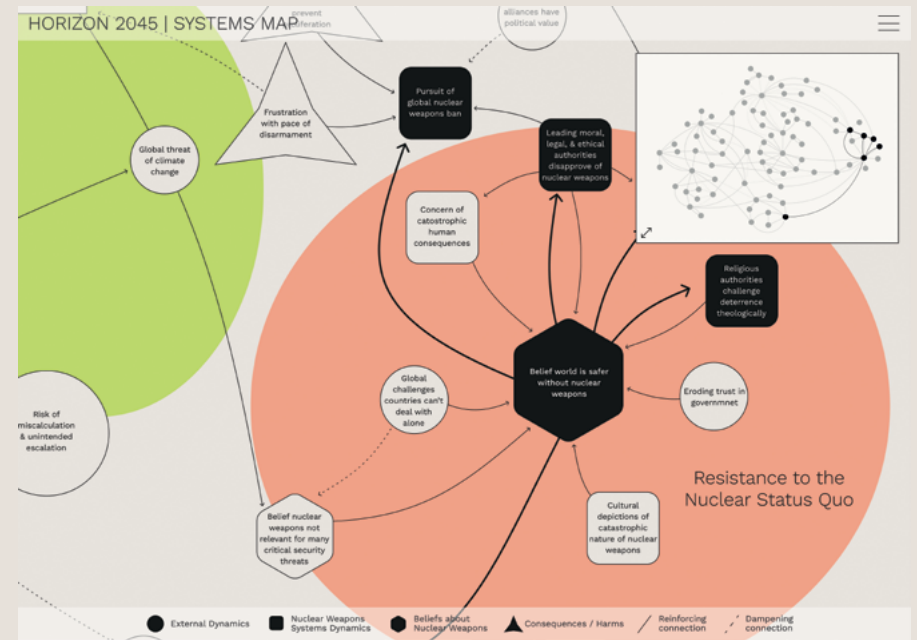 HORIZON 2045 | SYSTEMS MAP
prevent
proliferation
alliances have
political value
Pursuit of
global nuclear
weapons ban
Frustration
with pace of
disarmament
Leading moral,
legal, & ethical
authorities
disapprove of
nuclear weapons
Global threat
of climate
change
Concern of
catostrophic
human
consequences
Religious
authorities
challenge
deterrence
theologically
Belief world is safer
without nuclear
weapons
Global
challenges
countries can't
deal with
alone
Eroding trust in
governmnet
Risk of
miscalculation
& unintended
escalation
Resistance to the
Nuclear Status Quo
Cultural
depictions of
catastrophic
nature of nuclear
weapons
Belief nuclear
weapons not
relevant for many
critical security
threats
External Dynamics
Nuclear Weapons
Systems Dynamics
Beliefs about
Nuclear Weapons
Consequences / Harms
Reinforcing
connection
Dampening
connection